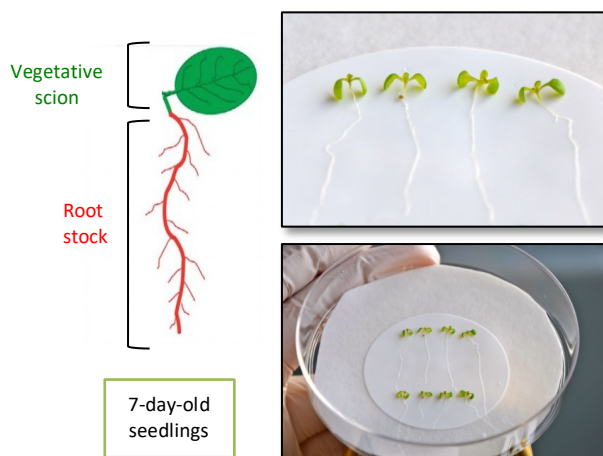 Vegetative
scion
Root
stock
7-day-old
seedlings